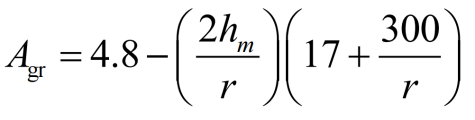 A_gr = 4.8 − (2h_m / r)(17 + 300 / r)